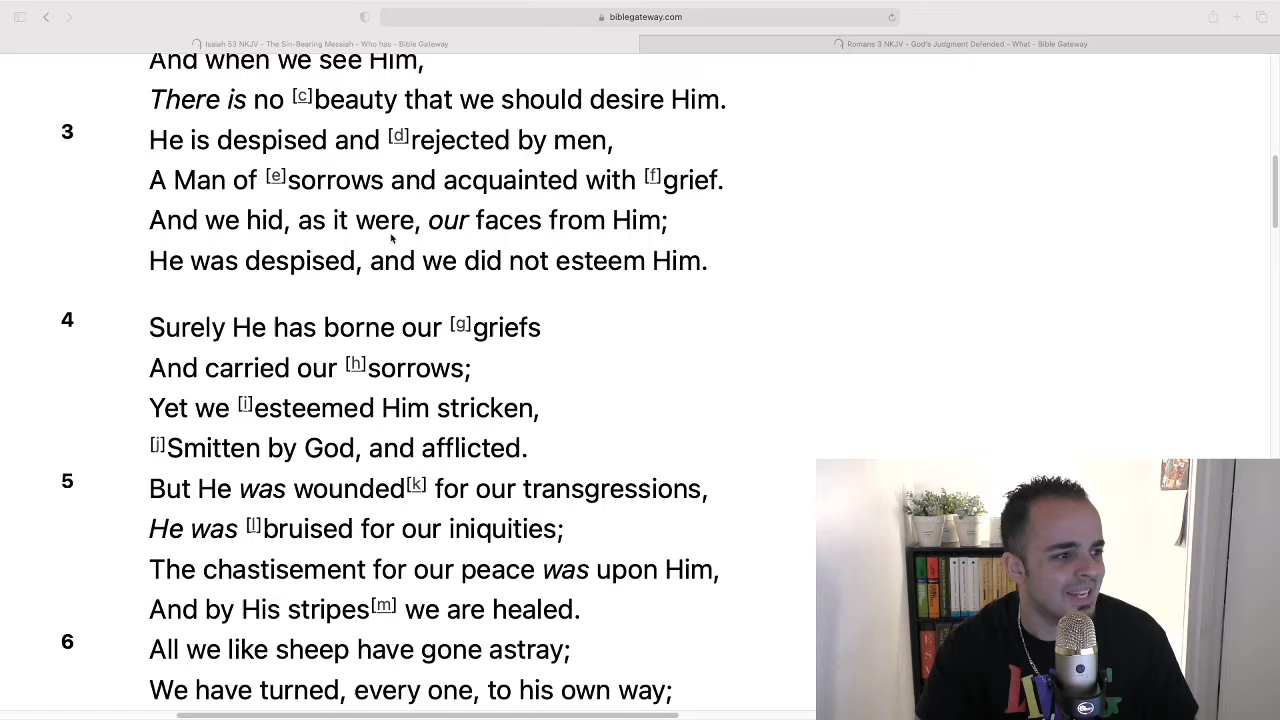 biblegateway.com
Isaiah 53 NKJV - The Sin-Bearing Messiah - Who has - Bible Gateway
Romans 3 NKJV - God's Judgment Defended - What - Bible Gateway
And when we see Him,
There is no [c]beauty that we should desire Him.
3 He is despised and [d]rejected by men,
A Man of [e]sorrows and acquainted with [f]grief.
And we hid, as it were, our faces from Him;
He was despised, and we did not esteem Him.
4 Surely He has borne our [g]griefs
And carried our [h]sorrows;
Yet we [i]esteemed Him stricken,
[j]Smitten by God, and afflicted.
5 But He was wounded[k] for our transgressions,
He was [l]bruised for our iniquities;
The chastisement for our peace was upon Him,
And by His stripes[m] we are healed.
6 All we like sheep have gone astray;
We have turned, every one, to his own way;